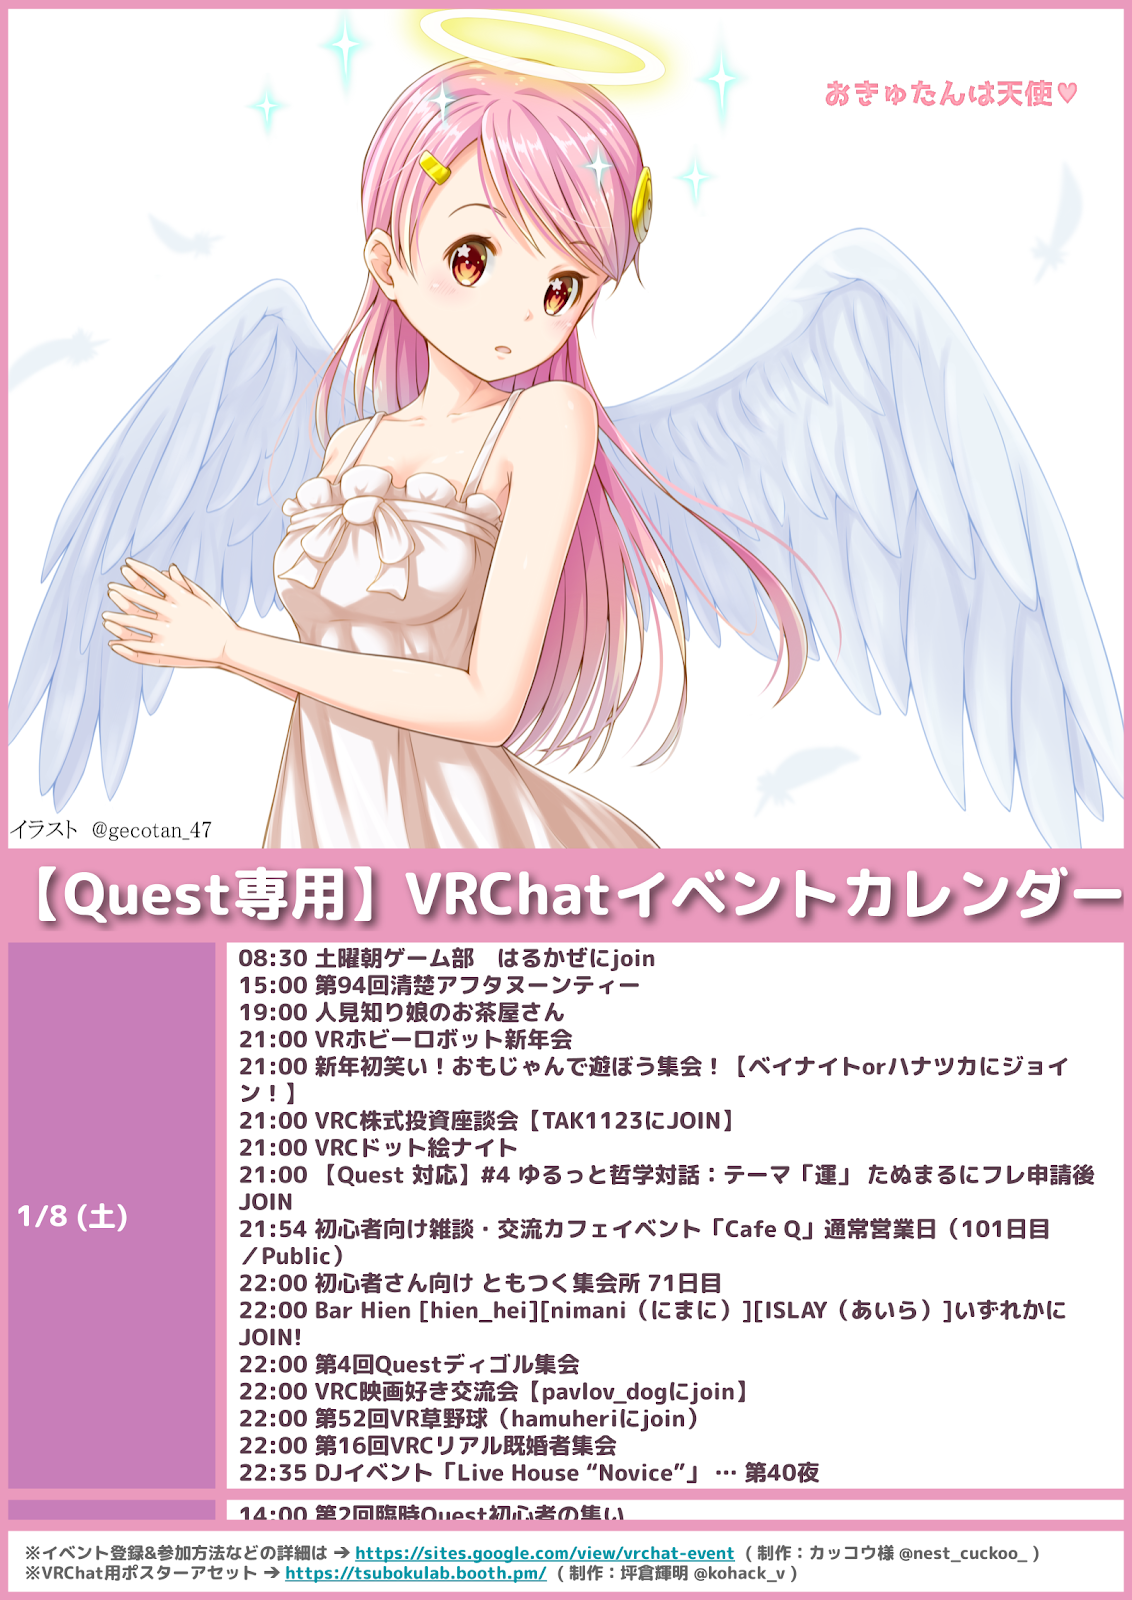 おきゅたんは天使♥
イラスト @gecotan_47
【Quest専用】VRChatイベントカレンダー
1/8 (土)
08:30 土曜朝ゲーム部　はるかぜにjoin
15:00 第94回清楚アフタヌーンティー
19:00 人見知り娘のお茶屋さん
21:00 VRホビーロボット新年会
21:00 新年初笑い！おもじゃんで遊ぼう集会！【ベイナイトorハナツカにジョイ
ン！】
21:00 VRC株式投資座談会【TAK1123にJOIN】
21:00 VRCドット絵ナイト
21:00 【Quest 対応】#4 ゆるっと哲学対話：テーマ「運」 たぬまるにフレ申請後
JOIN
21:54 初心者向け雑談・交流カフェイベント「Cafe Q」通常営業日（101日目
／Public）
22:00 初心者さん向け ともつく集会所 71日目
22:00 Bar Hien [hien_hei][nimani（にまに）][ISLAY（あいら）]いずれかに
JOIN!
22:00 第4回Questディゴル集会
22:00 VRC映画好き交流会【pavlov_dogにjoin】
22:00 第52回VR草野球（hamuheriにjoin）
22:00 第16回VRCリアル既婚者集会
22:35 DJイベント「Live House “Novice”」 … 第40夜
14:00 第2回臨時Quest初心者の集い
※イベント登録&参加方法などの詳細は ➔ https://sites.google.com/view/vrchat-event ( 制作：カッコウ様 @nest_cuckoo_ )
※VRChat用ポスターアセット ➔ https://tsubokulab.booth.pm/ ( 制作：坪倉輝明 @kohack_v )